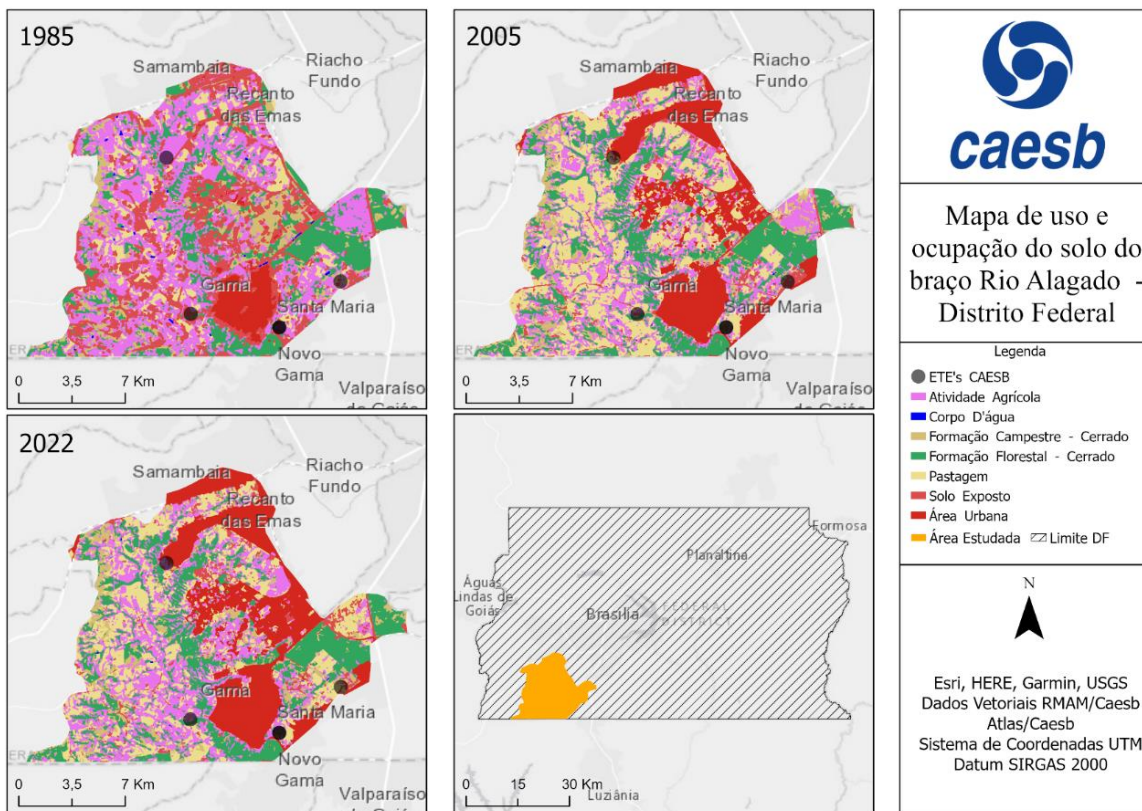 1985
Samambaia
Riacho
Fundo
Recanto
das Emas
Gama
Santa Maria
Novo
Gama
Valparaíso
de Goiás
0 3,5 7 Km
2005
Samambaia
Riacho
Fundo
Recanto
das Emas
Gama
Santa Maria
Novo
Gama
Valparaíso
de Goiás
0 3,5 7 Km
2022
Samambaia
Riacho
Fundo
Recanto
das Emas
Gama
Santa Maria
Novo
Gama
Valparaíso
0 3,5 7 Km
Formosa
Planaltina
Águas
Lindas de
Goiás
Brasília
FEDERAL
DISTRICT
0 15 30 Km
Luziânia
caesb
Mapa de uso e
ocupação do solo do
braço Rio Alagado -
Distrito Federal
Legenda
ETE's CAESB
Atividade Agrícola
Corpo D'água
Formação Campestre - Cerrado
Formação Florestal - Cerrado
Pastagem
Solo Exposto
Área Urbana
Área Estudada Limite DF
N
Esri, HERE, Garmin, USGS
Dados Vetoriais RMAM/Caesb
Atlas/Caesb
Sistema de Coordenadas UTM
Datum SIRGAS 2000